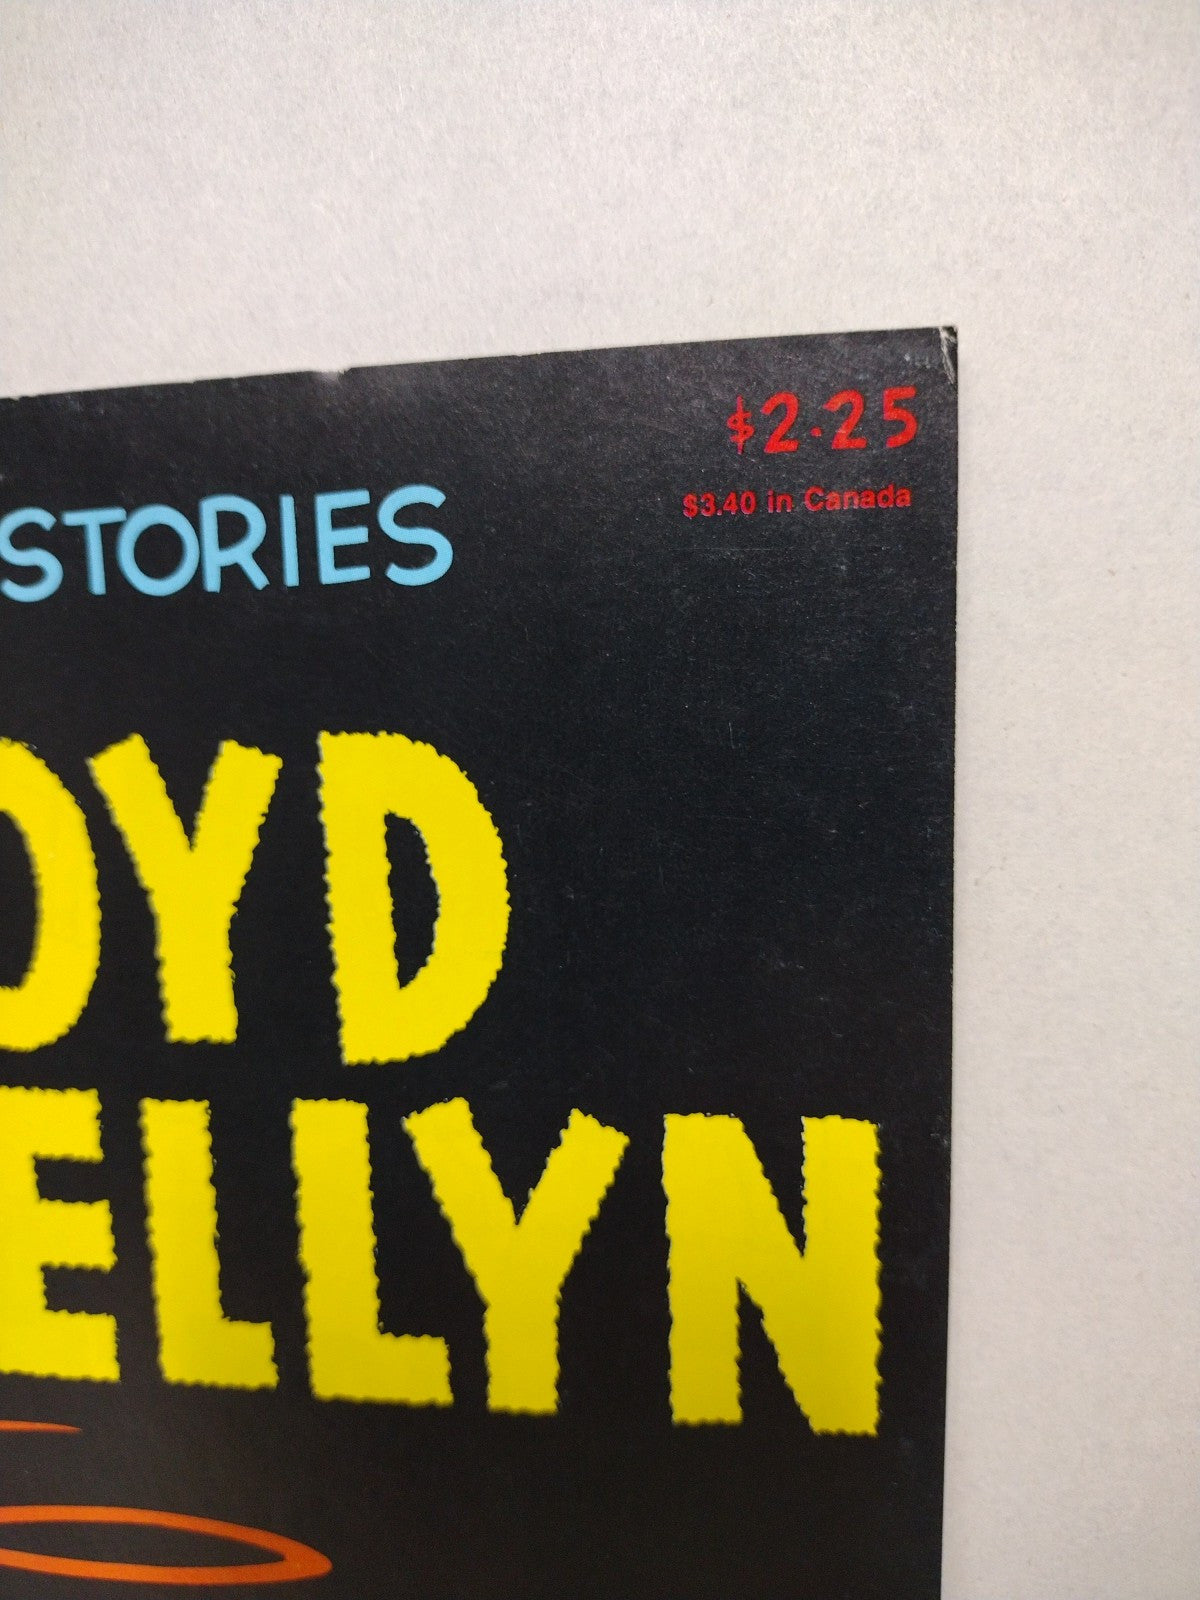 $2.25
$3.40 in Canada
STORIES
OYD
ELLYN